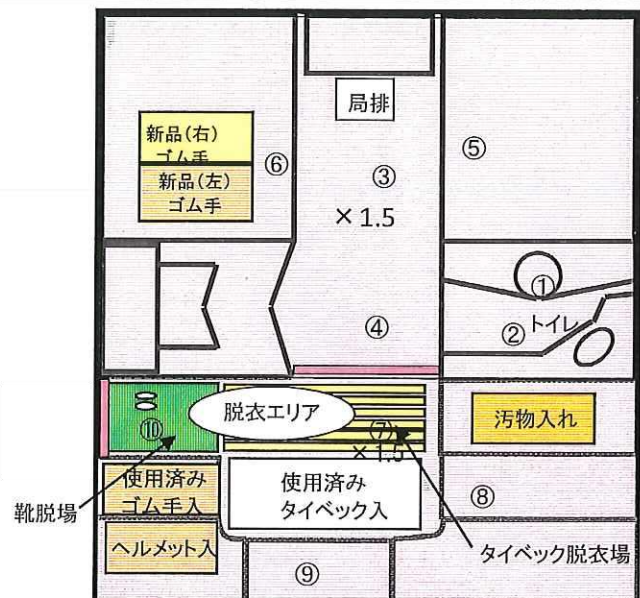 局排
新品(右)
ゴム手
新品(左)
ゴム手
⑥
③
⑤
×1.5
①
④
②
トイレ
脱衣エリア
⑩
⑦
×1.5
汚物入れ
使用済み
ゴム手入
使用済み
タイベック入
⑧
靴脱場
ヘルメット入
⑨
タイベック脱衣場